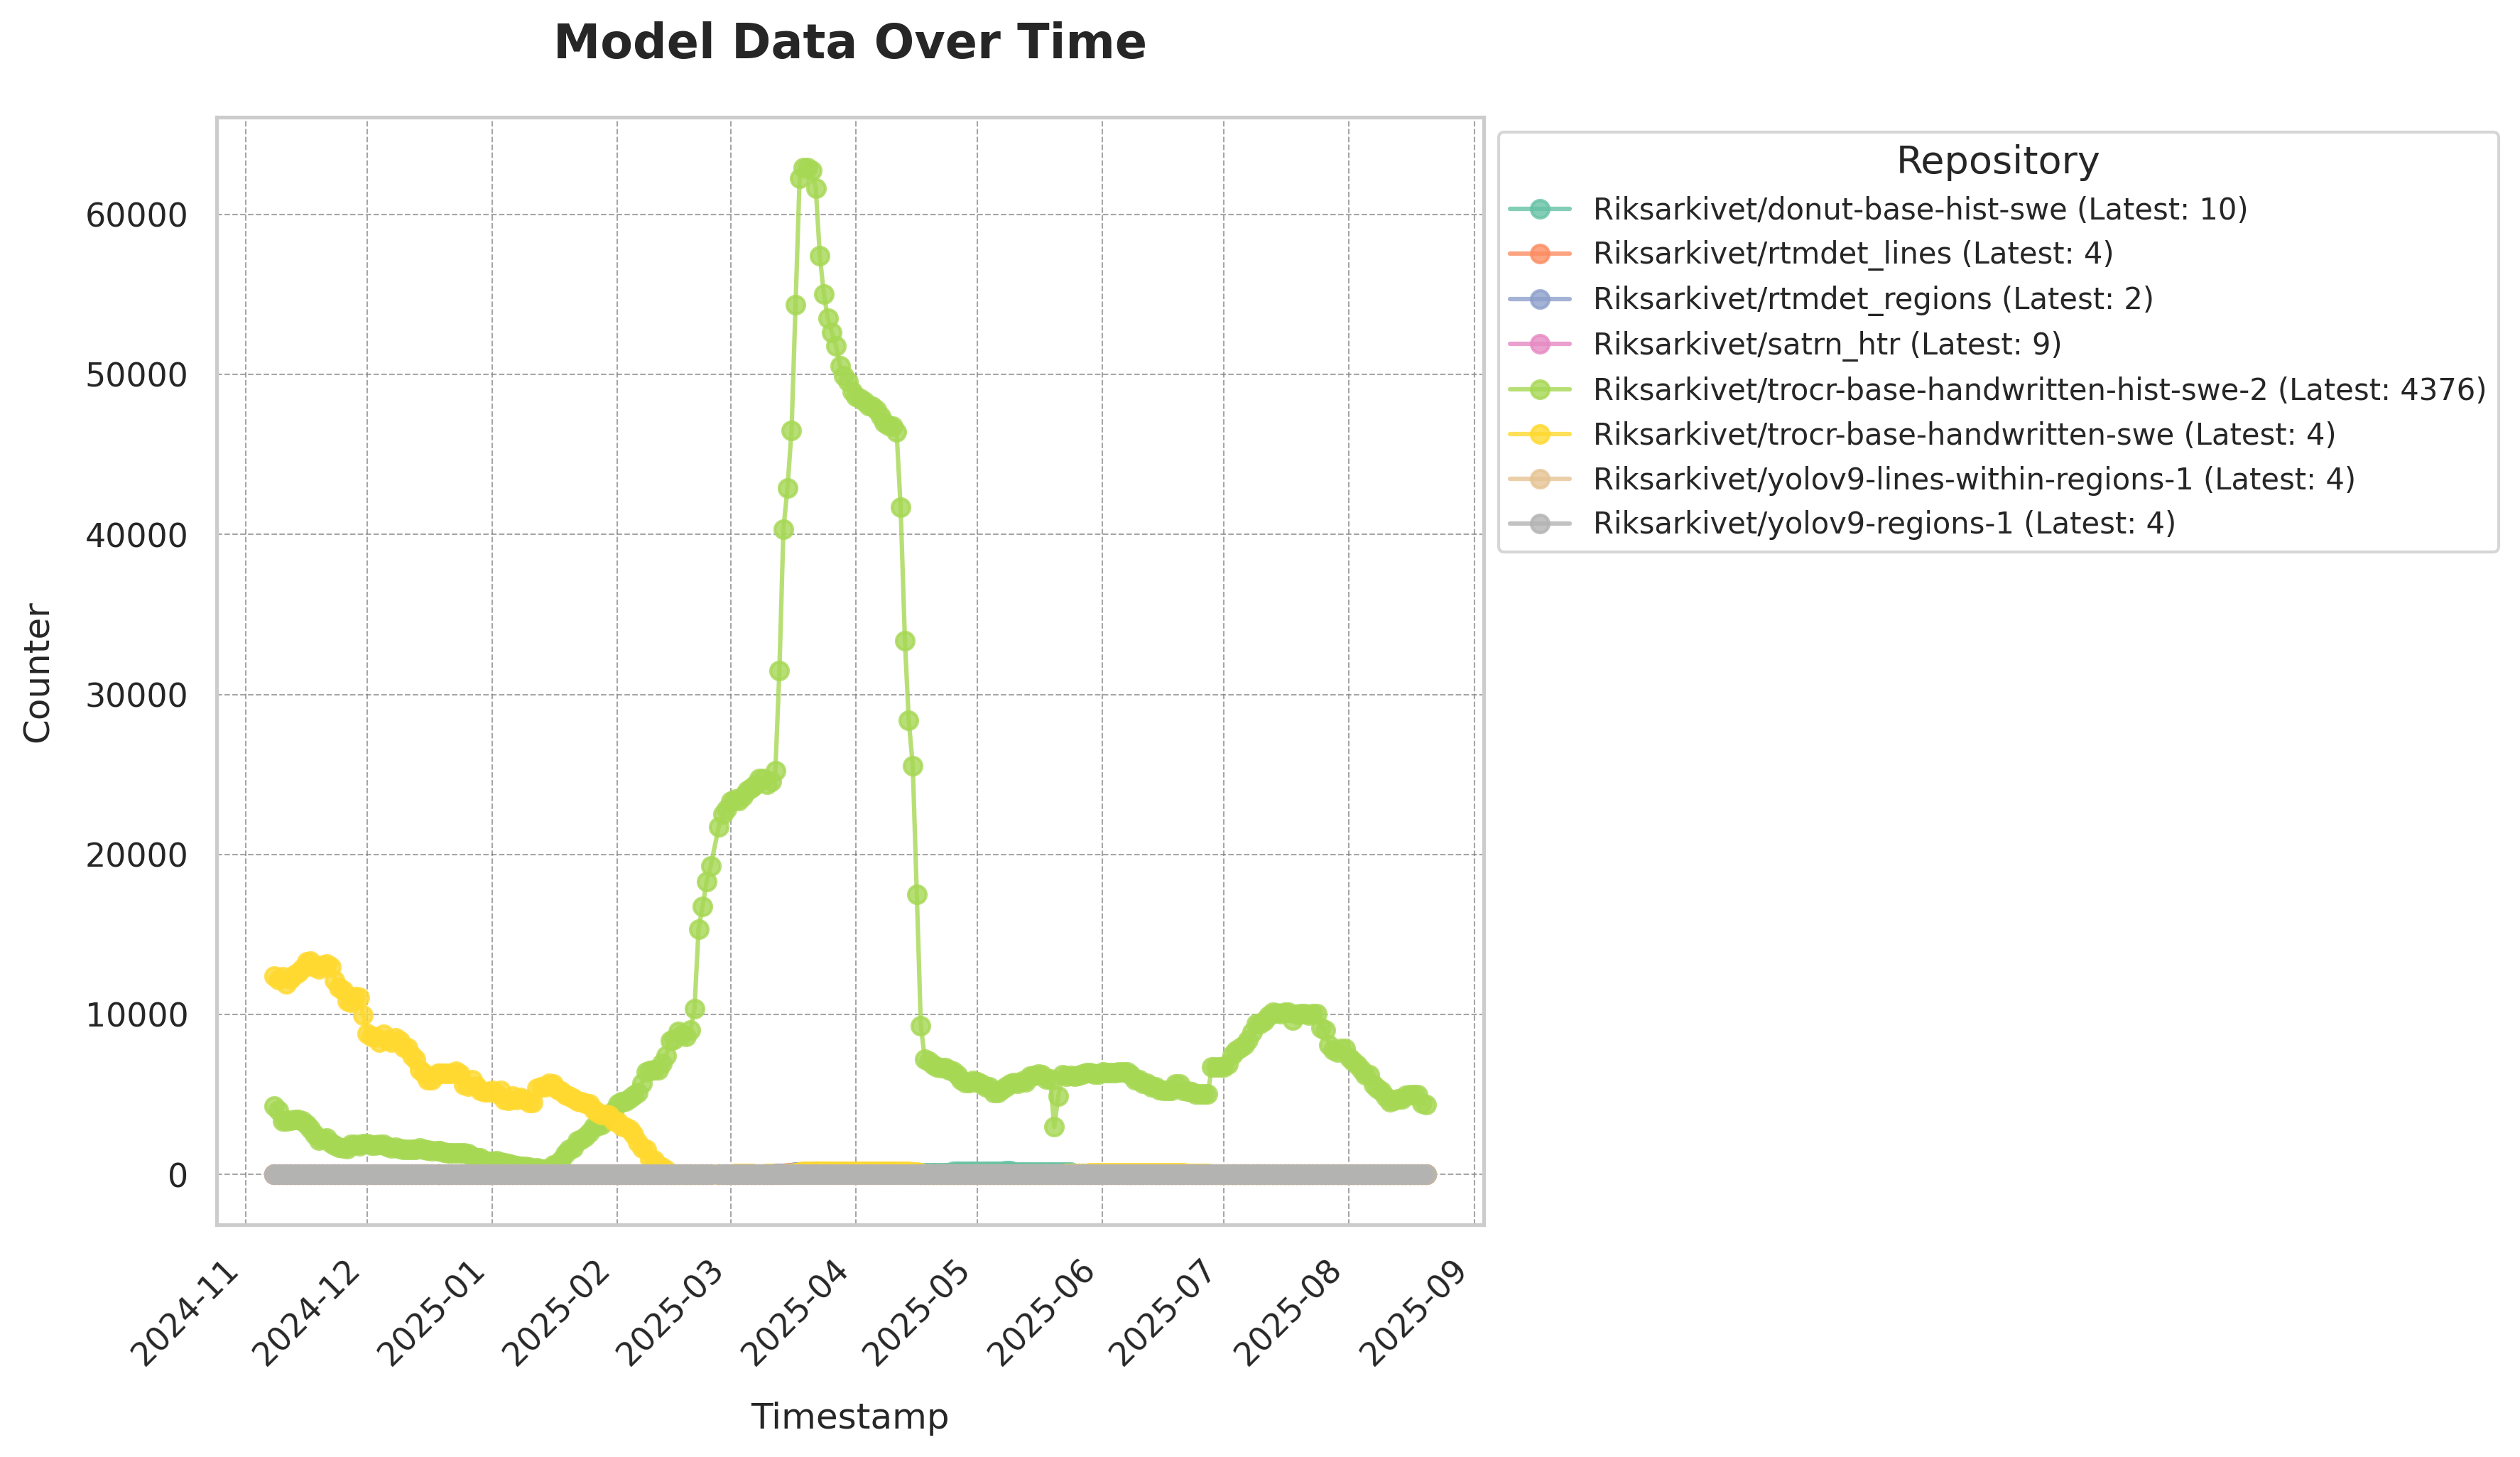 Model Data Over Time
Counter
60000
50000
40000
30000
20000
10000
0
2024-11
2024-12
2025-01
2025-02
2025-03
2025-04
2025-05
2025-06
2025-07
2025-08
2025-09
Timestamp
Repository
Riksarkivet/donut-base-hist-swe (Latest: 10)
Riksarkivet/rtmdet_lines (Latest: 4)
Riksarkivet/rtmdet_regions (Latest: 2)
Riksarkivet/satrn_htr (Latest: 9)
Riksarkivet/trocr-base-handwritten-hist-swe-2 (Latest: 4376)
Riksarkivet/trocr-base-handwritten-swe (Latest: 4)
Riksarkivet/yolov9-lines-within-regions-1 (Latest: 4)
Riksarkivet/yolov9-regions-1 (Latest: 4)